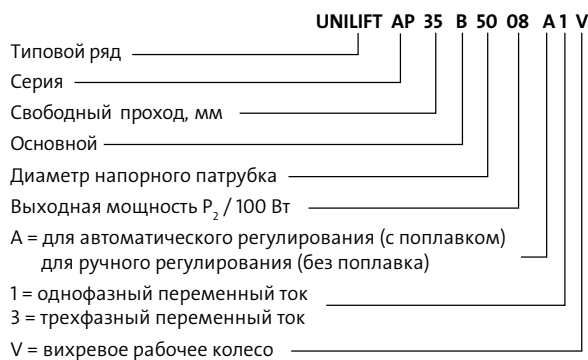 UNILIFT AP 35 B 50 08 A 1 V
Типовой ряд
Серия
Свободный проход, мм
Основной
Диаметр напорного патрубка
Выходная мощность P₂ / 100 Вт
A = для автоматического регулирования (с поплавком)
для ручного регулирования (без поплавка)
1 = однофазный переменный ток
3 = трехфазный переменный ток
V = вихревое рабочее колесо